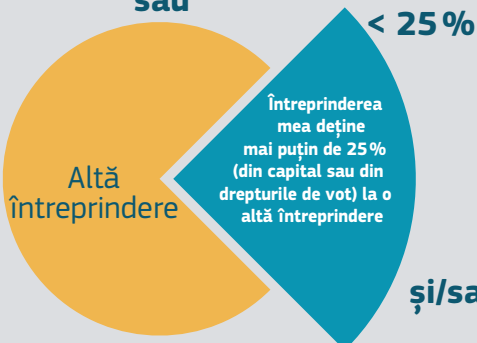 sau
< 25 %
Întreprinderea
mea deține
mai puțin de 25 %
(din capital sau din
drepturile de vot) la o
altă întreprindere
Altă
întreprindere
și/sa